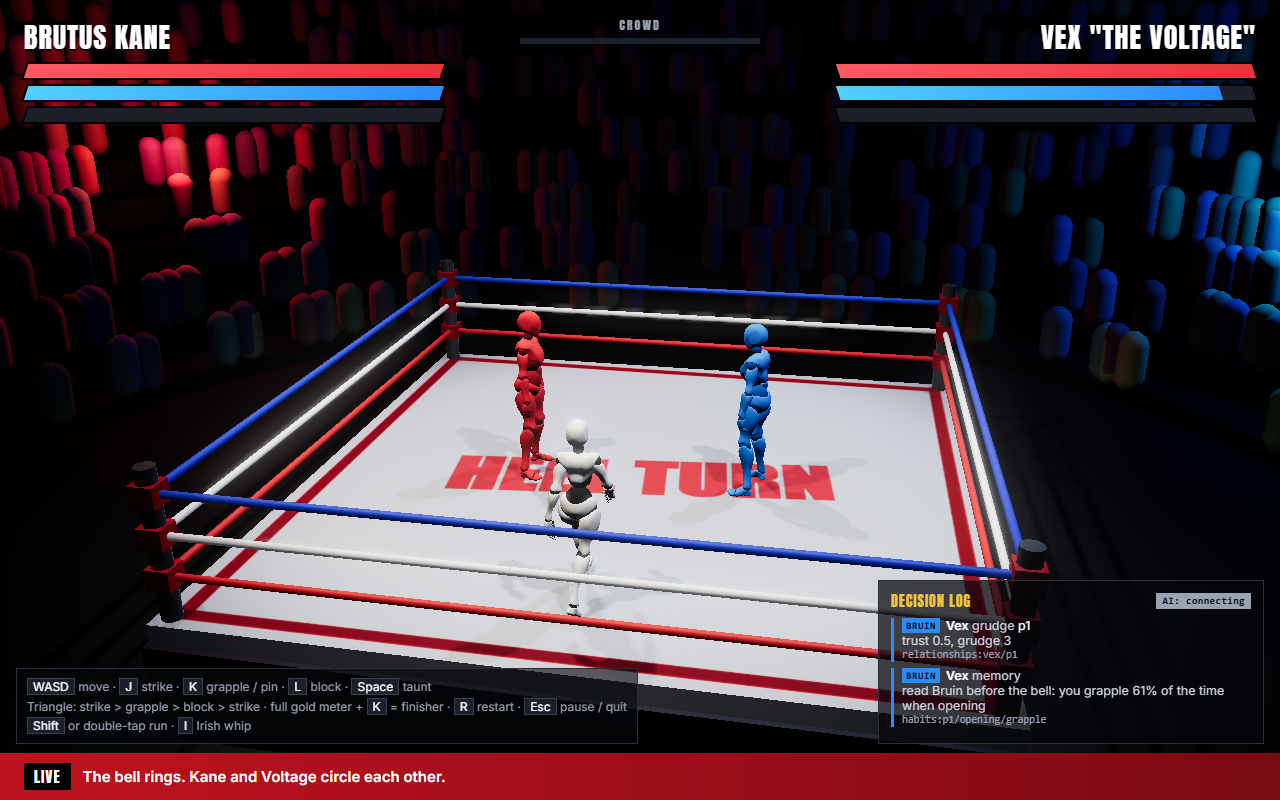 CROWD
BRUTUS KANE
VEX "THE VOLTAGE"
HEEL TURN
DECISION LOG
AI: connecting
BRUIN Vex grudge p1
trust 0.5, grudge 3
relationships:vex/p1
BRUIN Vex memory
read Bruin before the bell: you grapple 61% of the time
when opening
habits:p1/opening/grapple
WASD move · J strike · K grapple / pin · L block · Space taunt
Triangle: strike > grapple > block > strike · full gold meter + K = finisher · R restart · Esc pause / quit
Shift or double-tap run · I Irish whip
LIVE The bell rings. Kane and Voltage circle each other.